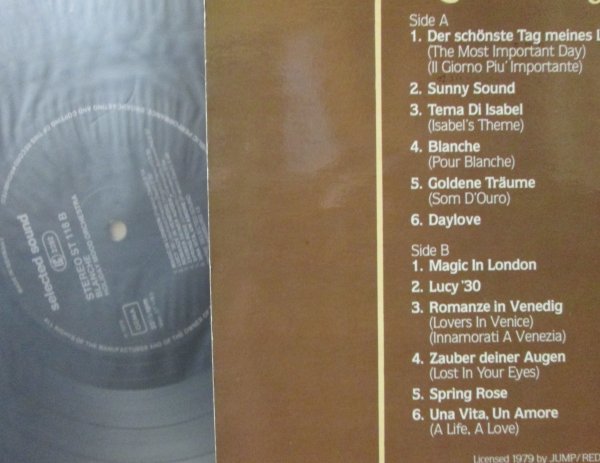 Side A
1. Der schönste Tag meines L
(The Most Important Day)
(Il Giorno Piu' Importante)
2. Sunny Sound
3. Tema Di Isabel
(Isabel's Theme)
4. Blanche
(Pour Blanche)
5. Goldene Träume
(Som D'Ouro)
6. Daylove
Side B
1. Magic In London
2. Lucy '30
3. Romanze in Venedig
(Lovers In Venice)
(Innamorati A Venezia)
4. Zauber deiner Augen
(Lost In Your Eyes)
5. Spring Rose
6. Una Vita, Un Amore
(A Life, A Love)
Licensed 1979 by JUMP/RED
selected sound
STEREO ST 118 B
BLANCHE